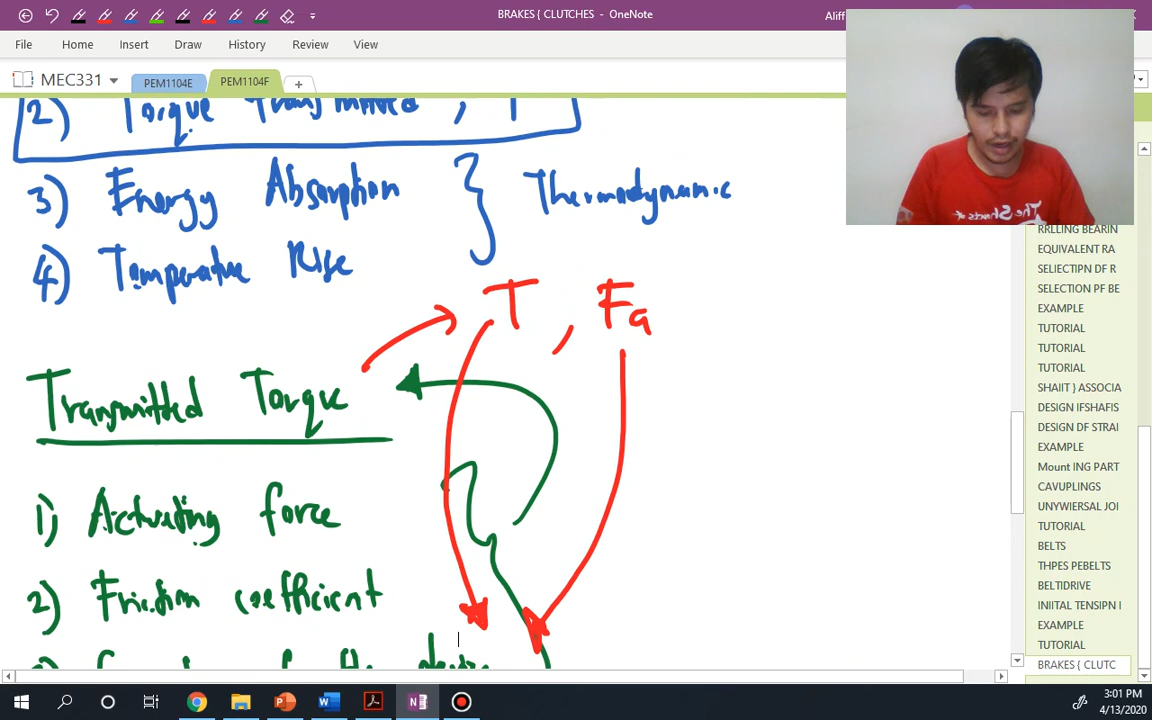 BRAKES { CLUTCHES - OneNote
Aliff
File Home Insert Draw History Review View
MEC331 PEM1104E PEM1104F
2) Torque Transmitted, T
3) Energy Absorption } Thermodynamic
4) Temperature Rise
T, Fa
Transmitted Torque
1) Actuating force
2) Friction coefficient
RRLLING BEARIN
EQUIVALENT RA
SELIECTIPN DF R
SELECTION PF BE
EXAMPLE
TUTORIAL
TUTORIAL
TUTORIAL
SHAIIT } ASSOCIA
DESIGN IFSHAFIS
DESIGN DF STRAI
EXAMPLE
Mount ING PART
CAVUPLINGS
UNYWIERSAL JOI
TUTORIAL
BELTS
THPES PEBELTS
BELTIDRIVE
INIITAL TENSIPN I
EXAMPLE
TUTORIAL
BRAKES { CLUTC
3:01 PM
4/13/2020